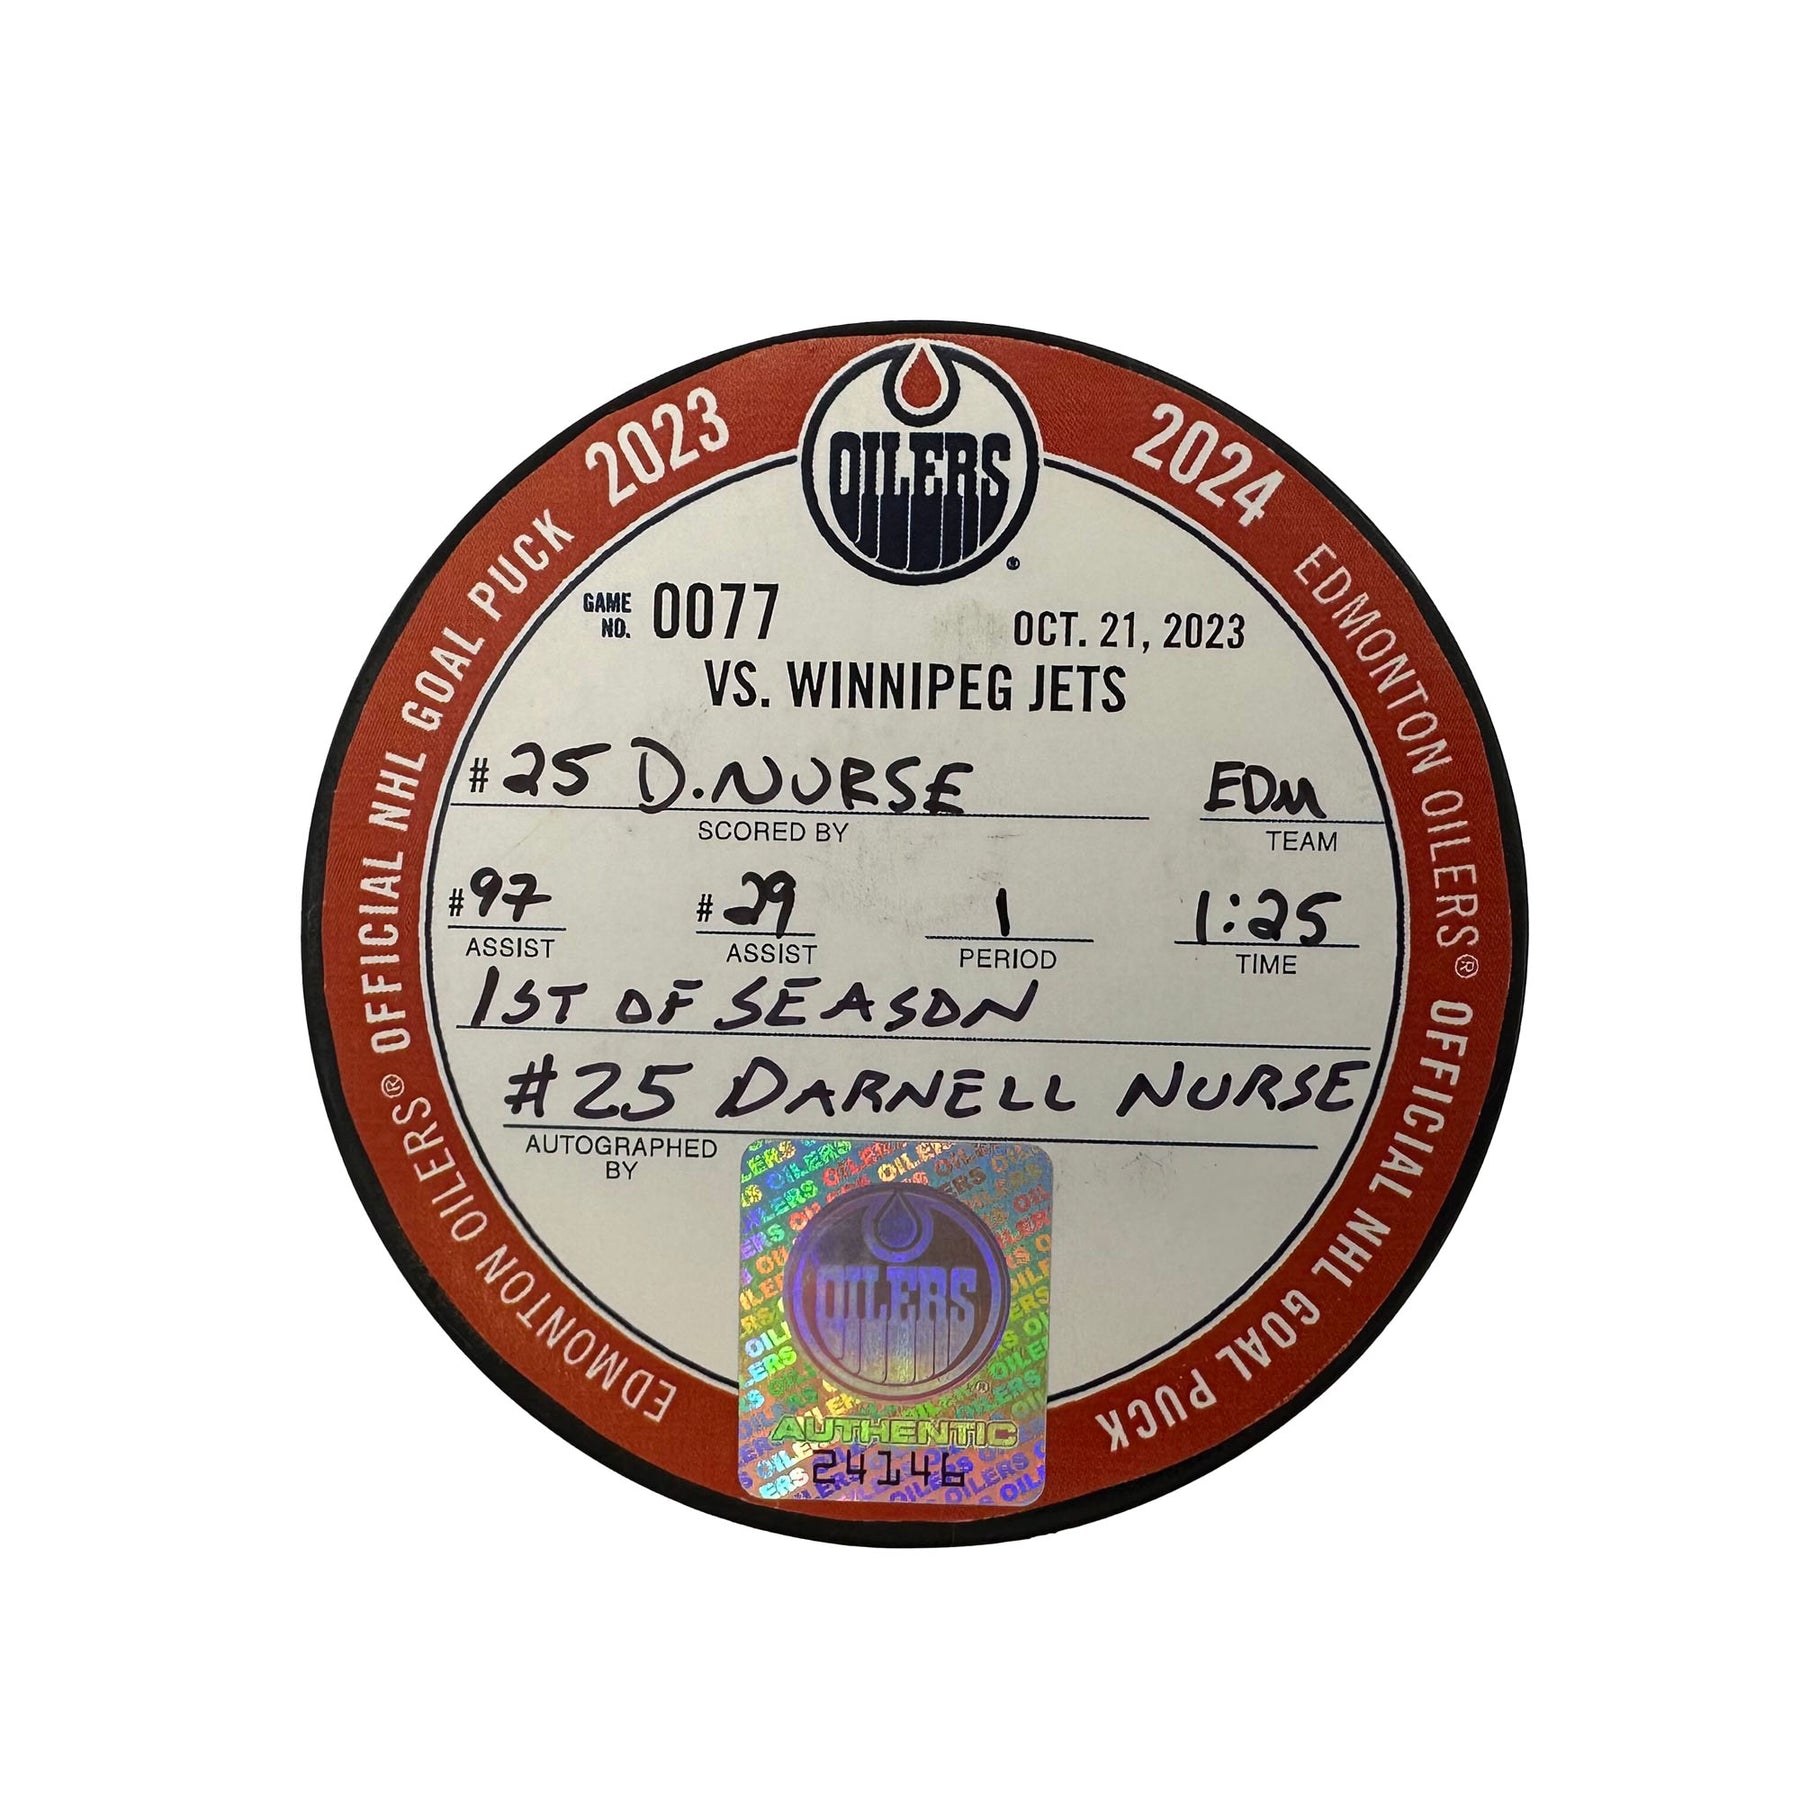 2023
2024
OILERS
EDMONTON OILERS® OFFICIAL NHL GOAL PUCK
EDMONTON OILERS® OFFICIAL NHL GOAL PUCK
GAME NO. 0077
OCT. 21, 2023
VS. WINNIPEG JETS
#25 D.NURSE EDM
SCORED BY TEAM
#97 #29 1 1:25
ASSIST ASSIST PERIOD TIME
1ST OF SEASON
#25 DARNELL NURSE
AUTOGRAPHED
BY
OILERS
AUTHENTIC
24146